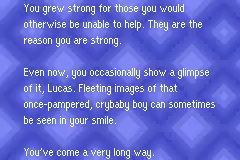 You grew strong for those you would
otherwise be unable to help. They are the
reason you are strong.
Even now, you occasionally show a glimpse
of it, Lucas. Fleeting images of that
once-pampered, crybaby boy can sometimes
be seen in your smile.
You've come a very long way.